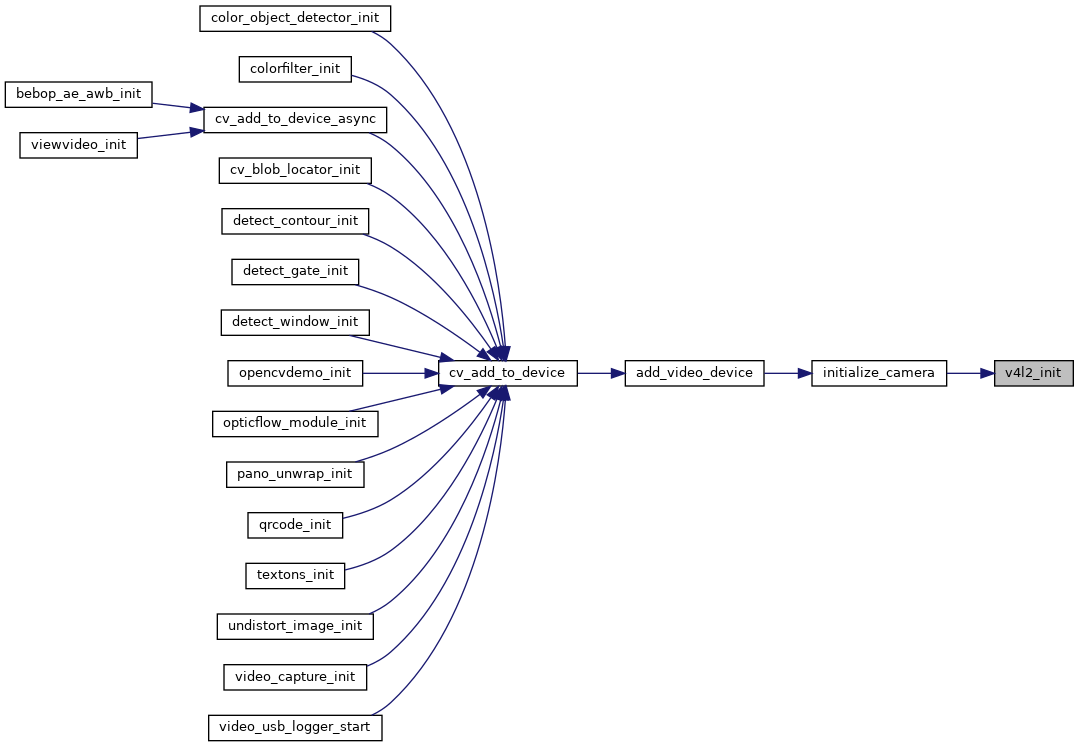 color_object_detector_init
colorfilter_init
bebop_ae_awb_init
cv_add_to_device_async
viewvideo_init
cv_blob_locator_init
detect_contour_init
detect_gate_init
detect_window_init
opencvdemo_init
cv_add_to_device
add_video_device
initialize_camera
v4l2_init
opticflow_module_init
pano_unwrap_init
qrcode_init
textons_init
undistort_image_init
video_capture_init
video_usb_logger_start